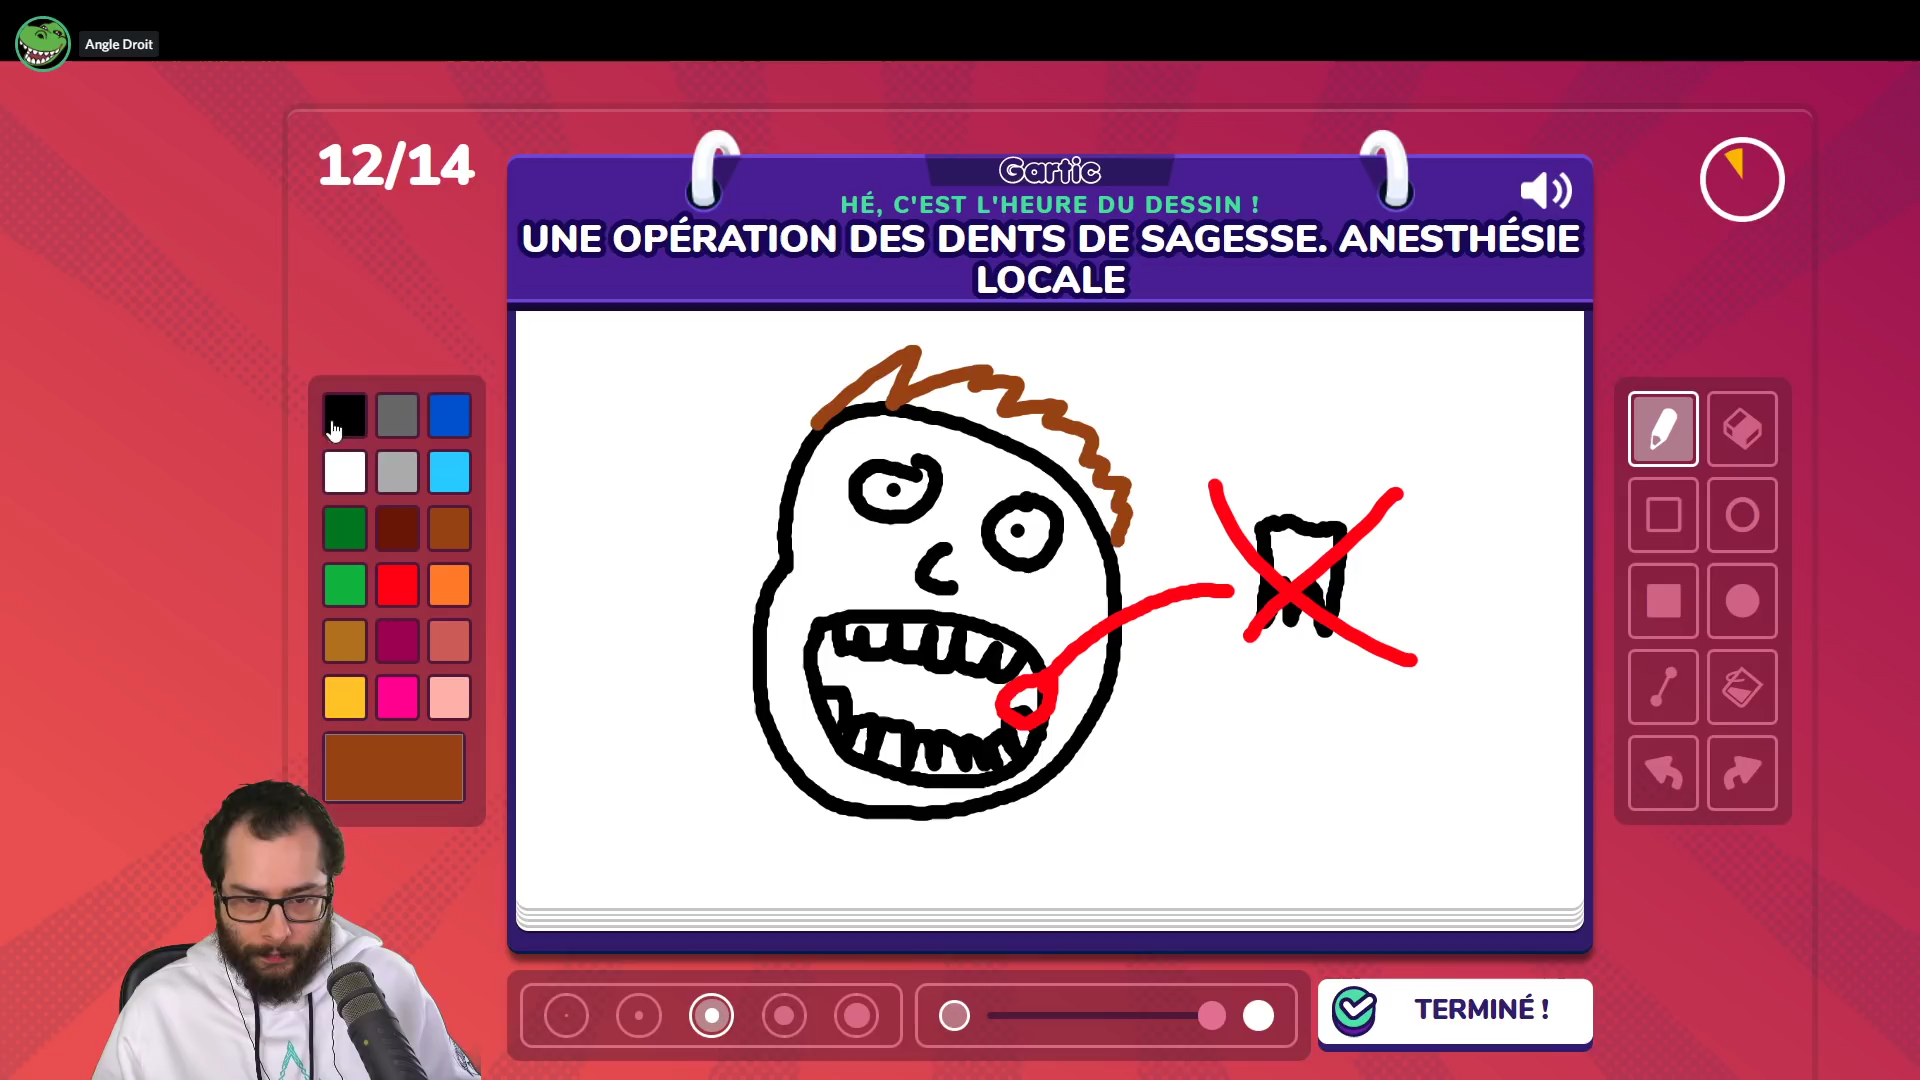 Angle Droit
12/14
Gartic
HÉ, C'EST L'HEURE DU DESSIN !
UNE OPÉRATION DES DENTS DE SAGESSE. ANESTHÉSIE
LOCALE
TERMINÉ !